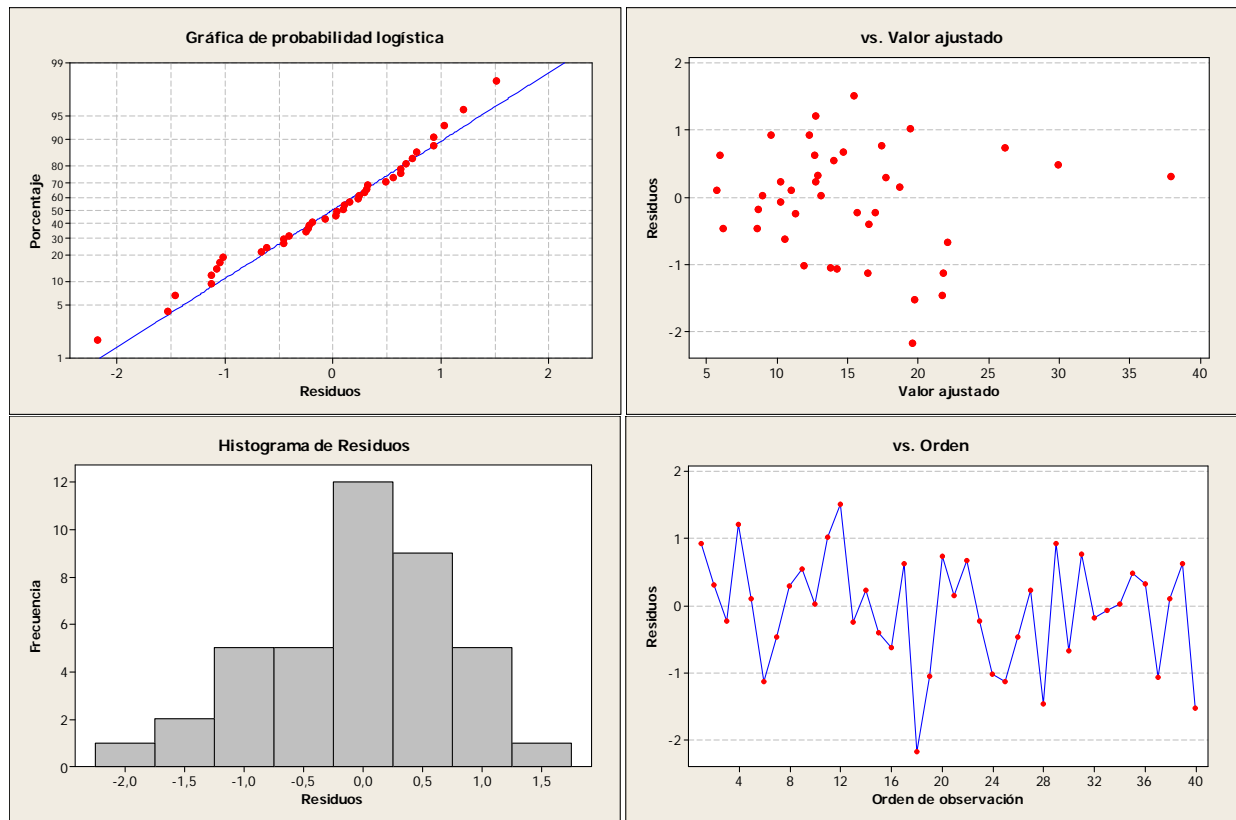 Gráfica de probabilidad logística
99
95
90
80
70
60
50
40
30
20
10
5
1
Porcentaje
-2 -1 0 1 2
Residuos
vs. Valor ajustado
2
1
0
-1
-2
Residuos
5 10 15 20 25 30 35 40
Valor ajustado
Histograma de Residuos
12
10
8
6
4
2
0
Frecuencia
-2,0 -1,5 -1,0 -0,5 0,0 0,5 1,0 1,5
Residuos
vs. Orden
2
1
0
-1
-2
Residuos
4 8 12 16 20 24 28 32 36 40
Orden de observación